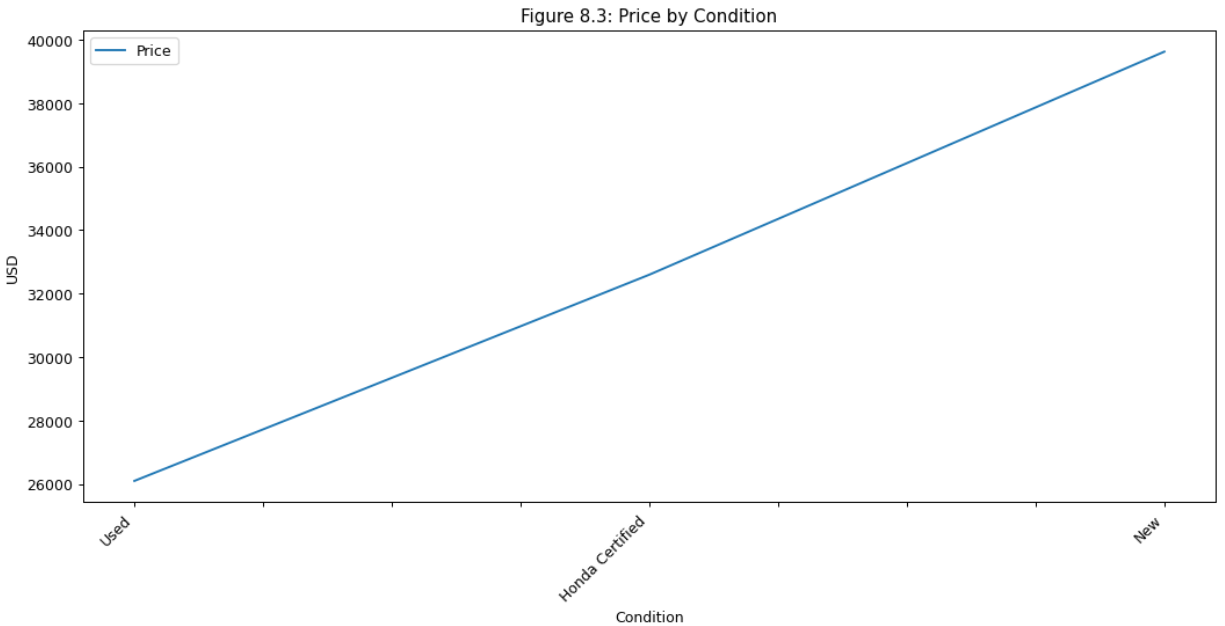 Figure 8.3: Price by Condition
Price
40000
38000
36000
34000
32000
30000
28000
26000
USD
Used
Honda Certified
New
Condition